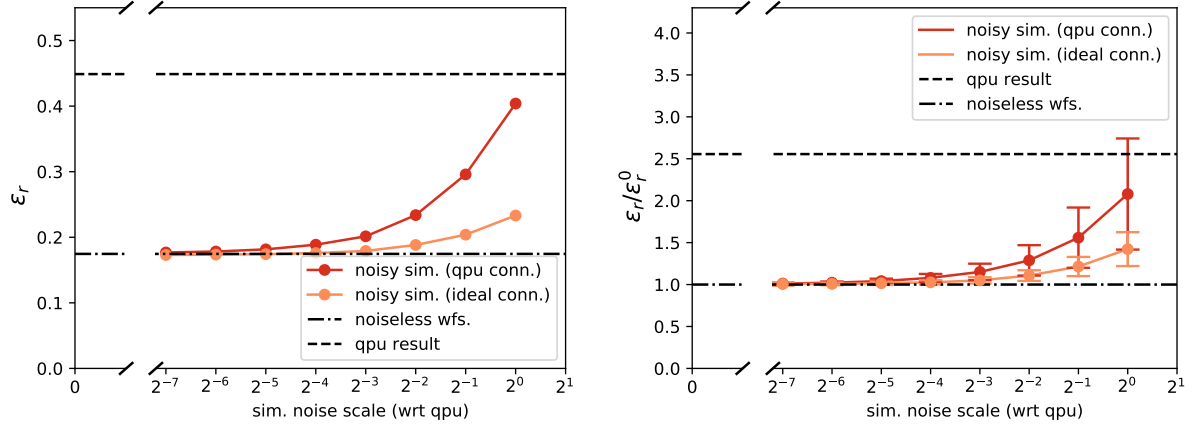 0.5
0.4
0.3
0.2
0.1
0.0
ε_r
noisy sim. (qpu conn.)
noisy sim. (ideal conn.)
noiseless wfs.
qpu result
0 2^-7 2^-6 2^-5 2^-4 2^-3 2^-2 2^-1 2^0 2^1
sim. noise scale (wrt qpu)
4.0
3.5
3.0
2.5
2.0
1.5
1.0
0.5
0.0
ε_r/ε_r^0
noisy sim. (qpu conn.)
noisy sim. (ideal conn.)
qpu result
noiseless wfs.
0 2^-7 2^-6 2^-5 2^-4 2^-3 2^-2 2^-1 2^0 2^1
sim. noise scale (wrt qpu)